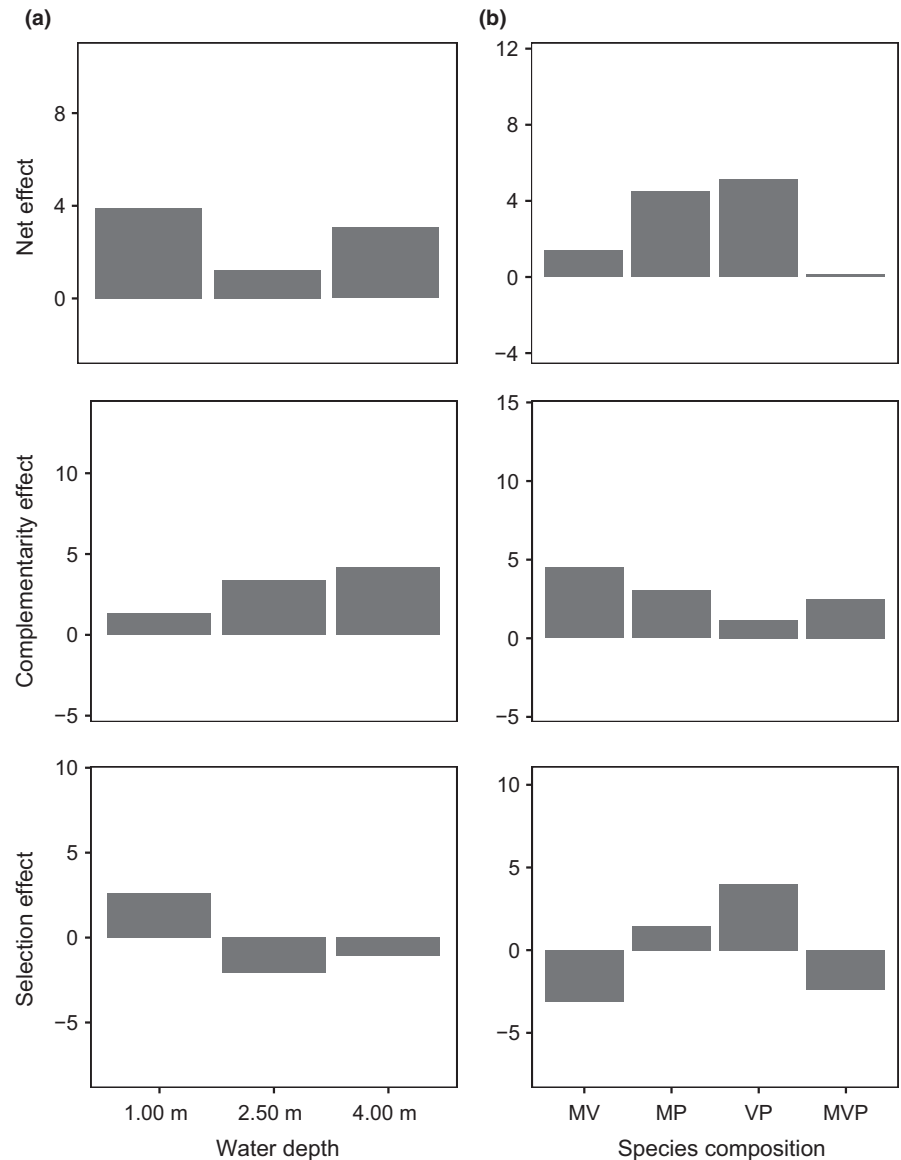 (a)
(b)
Net effect
8
4
0
12
8
4
0
−4
Complementarity effect
10
5
0
−5
15
10
5
0
−5
Selection effect
10
5
0
−5
10
5
0
−5
1.00 m 2.50 m 4.00 m
Water depth
MV MP VP MVP
Species composition